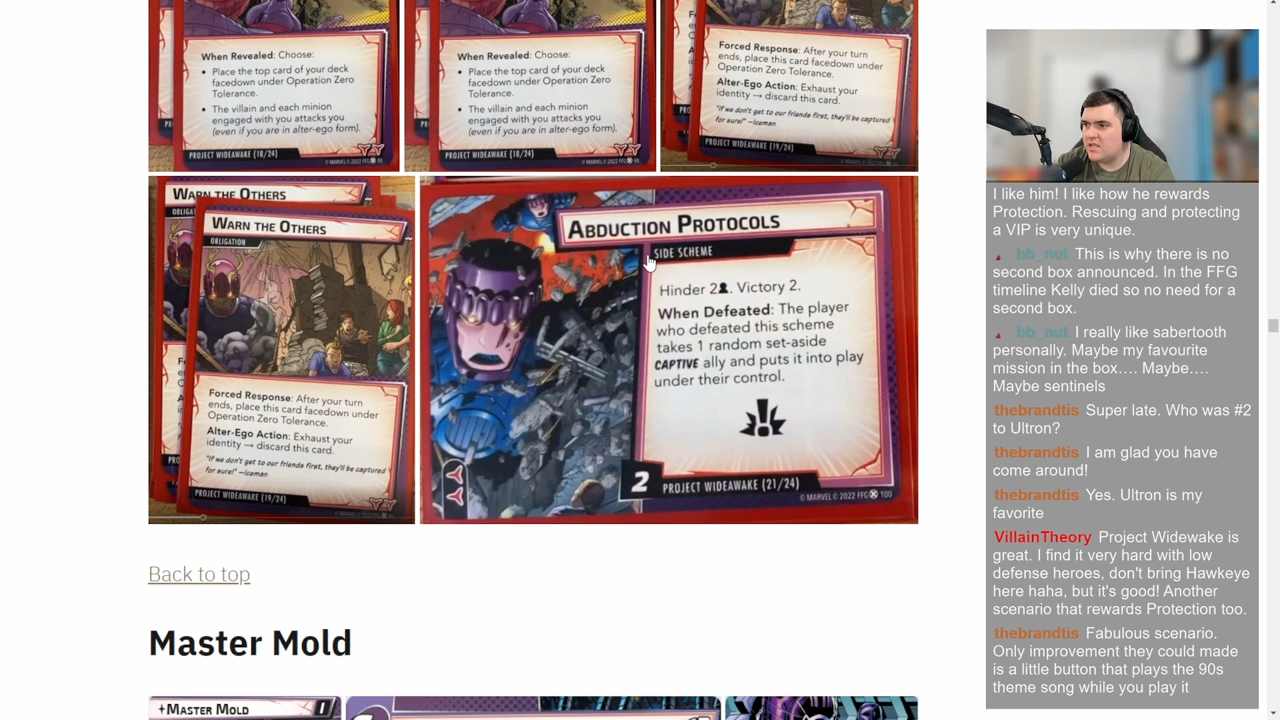 When Revealed: Choose:
• Place the top card of your deck
facedown under Operation Zero
Tolerance.
• The villain and each minion
engaged with you attacks you
(even if you are in alter-ego form).
PROJECT WIDEAWAKE (18/24)
When Revealed: Choose:
• Place the top card of your deck
facedown under Operation Zero
Tolerance.
• The villain and each minion
engaged with you attacks you
(even if you are in alter-ego form).
PROJECT WIDEAWAKE (18/24)
Forced Response: After your turn
ends, place this card facedown under
Operation Zero Tolerance.
Alter-Ego Action: Exhaust your
identity → discard this card.
"If we don't get to our friends first, they'll be captured
for sure!" —Iceman
PROJECT WIDEAWAKE (19/24)
WARN THE OTHERS
OBLIGA
WARN THE OTHERS
OBLIGATION
Forced Response: After your turn
ends, place this card facedown under
Operation Zero Tolerance.
Alter-Ego Action: Exhaust your
identity → discard this card.
"If we don't get to our friends first, they'll be captured
for sure!" —Iceman
PROJECT WIDEAWAKE (19/24)
ABDUCTION PROTOCOLS
SIDE SCHEME
Hinder 2. Victory 2.
When Defeated: The player
who defeated this scheme
takes 1 random set-aside
CAPTIVE ally and puts it into play
under their control.
2
PROJECT WIDEAWAKE (21/24)
© MARVEL © 2022 FFG 100
Back to top
Master Mold
MASTER MOLD
I like him! I like how he rewards
Protection. Rescuing and protecting
a VIP is very unique.
bb_nut This is why there is no
second box announced. In the FFG
timeline Kelly died so no need for a
second box.
bb_nut I really like sabertooth
personally. Maybe my favourite
mission in the box.... Maybe....
Maybe sentinels
thebrandtis Super late. Who was #2
to Ultron?
thebrandtis I am glad you have
come around!
thebrandtis Yes. Ultron is my
favorite
VillainTheory Project Widewake is
great. I find it very hard with low
defense heroes, don't bring Hawkeye
here haha, but it's good! Another
scenario that rewards Protection too.
thebrandtis Fabulous scenario.
Only improvement they could made
is a little button that plays the 90s
theme song while you play it